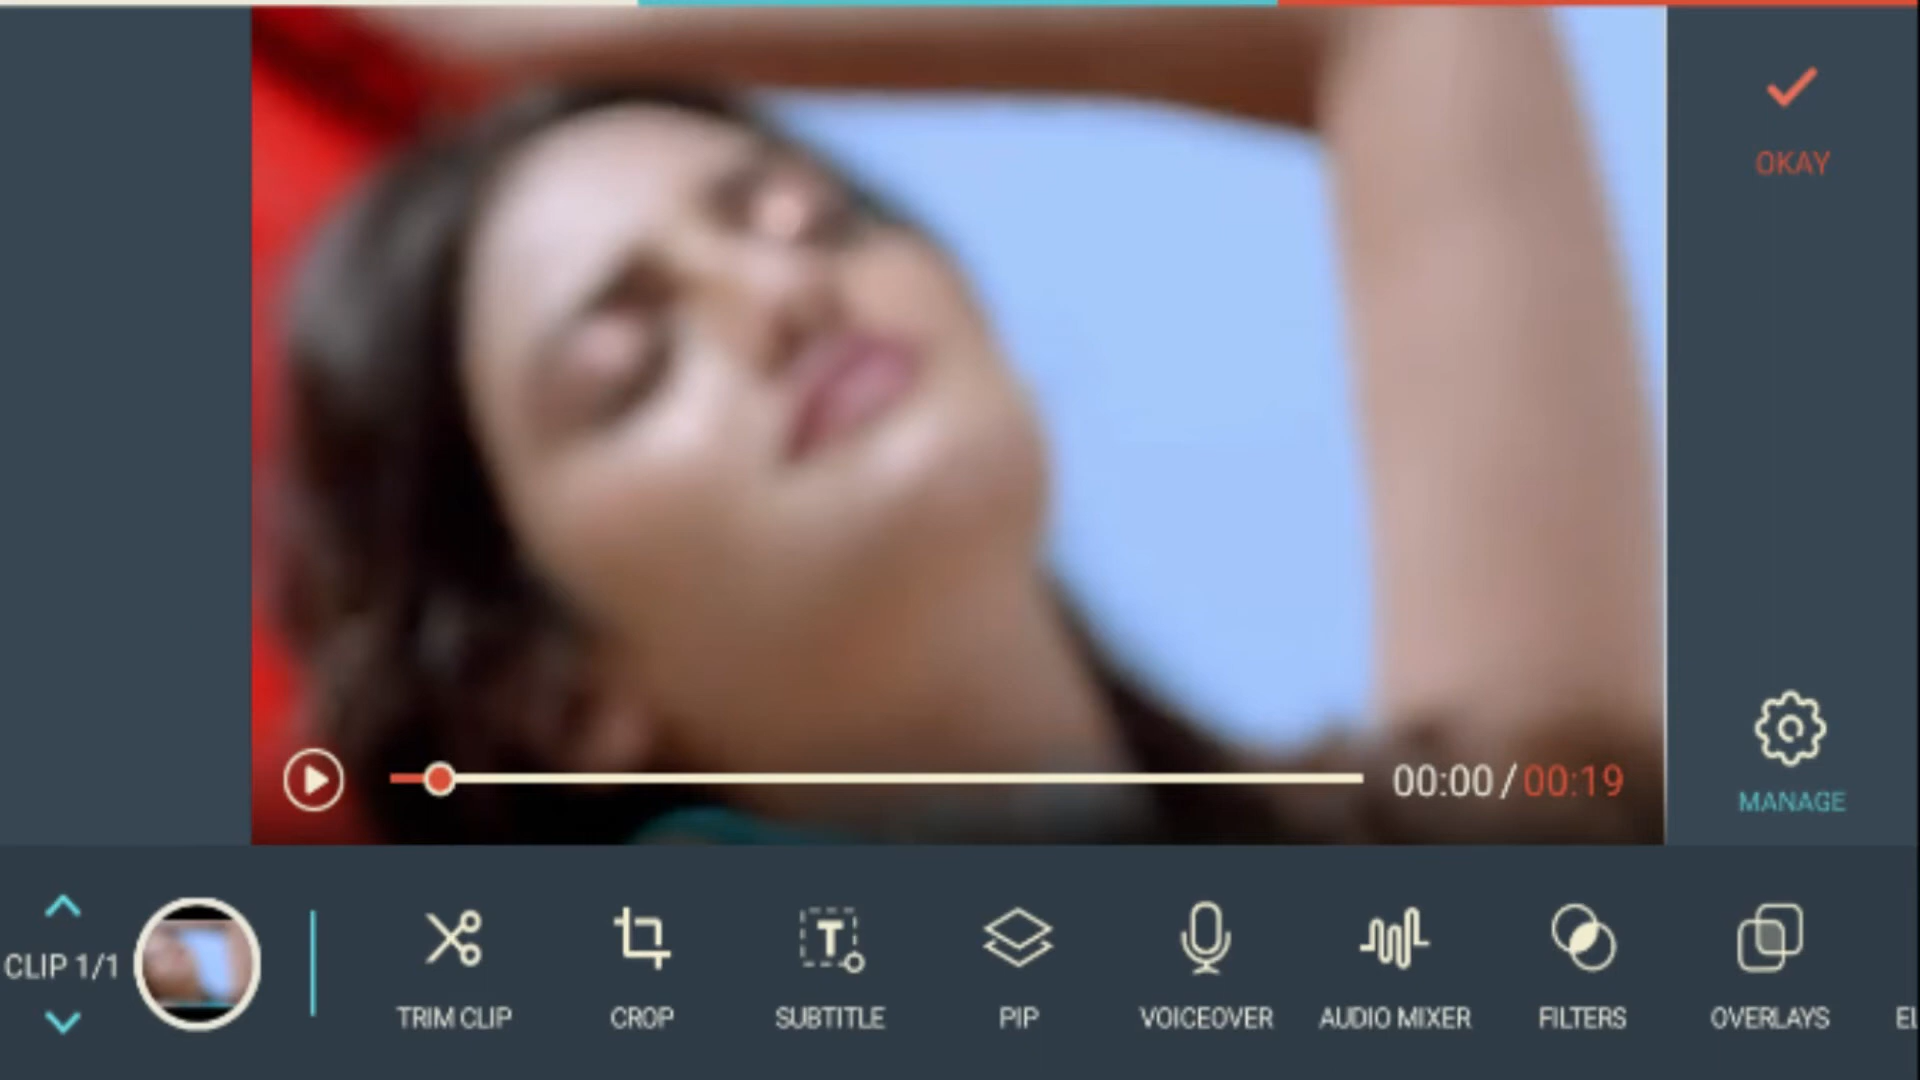 OKAY
00:00/00:19
MANAGE
CLIP 1/1
TRIM CLIP
CROP
SUBTITLE
PIP
VOICEOVER
AUDIO MIXER
FILTERS
OVERLAYS